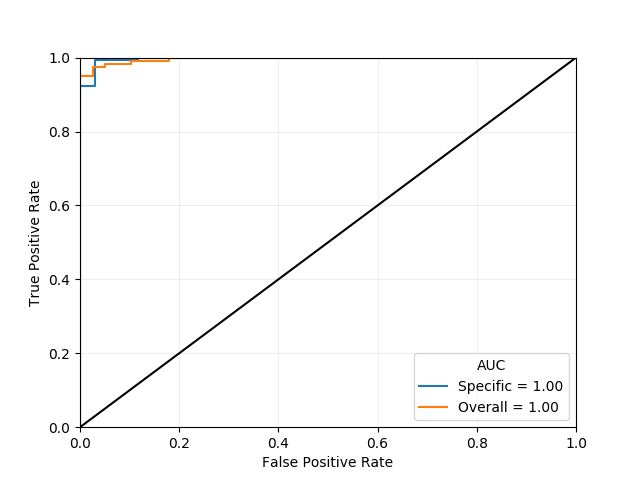 1.0
0.8
0.6
0.4
0.2
0.0
True Positive Rate
AUC
Specific = 1.00
Overall = 1.00
0.0 0.2 0.4 0.6 0.8 1.0
False Positive Rate